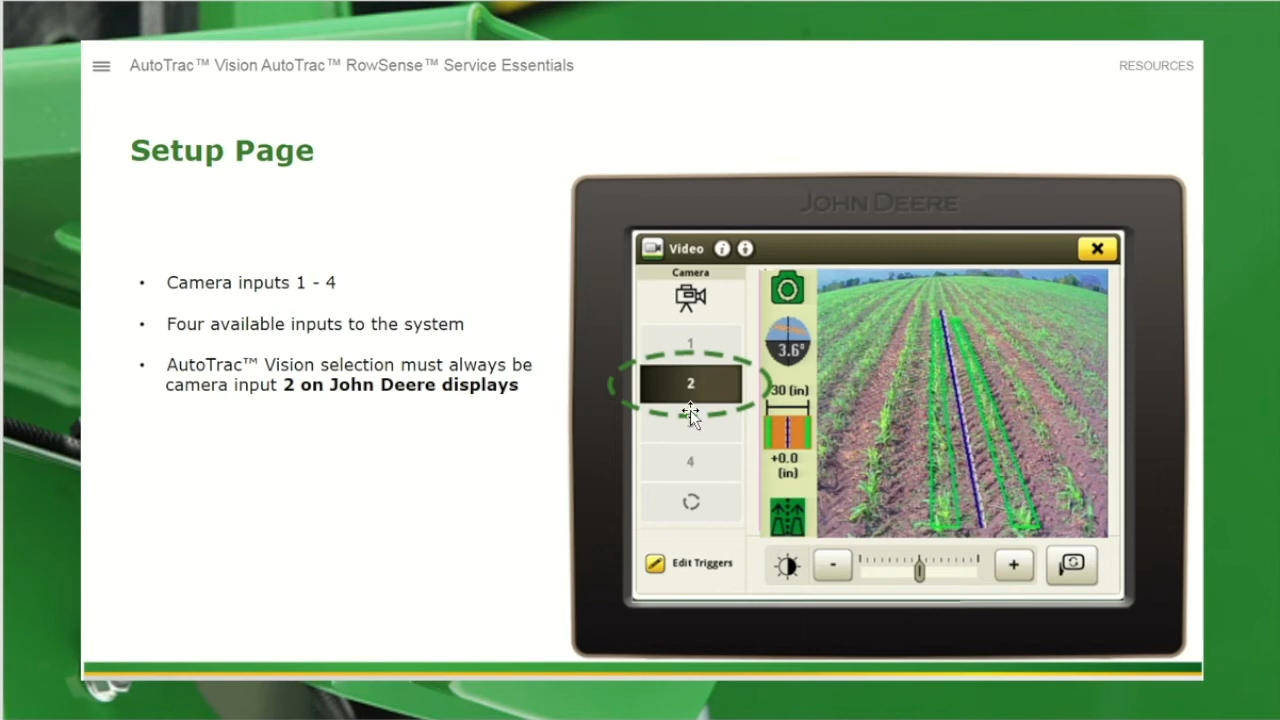 AutoTrac™ Vision AutoTrac™ RowSense™ Service Essentials
RESOURCES
Setup Page
• Camera inputs 1 - 4
• Four available inputs to the system
• AutoTrac™ Vision selection must always be
camera input 2 on John Deere displays
JOHN DEERE
Video
Camera
1
2
4
Edit Triggers
3.6°
30 (in)
+0.0
(in)
-
+